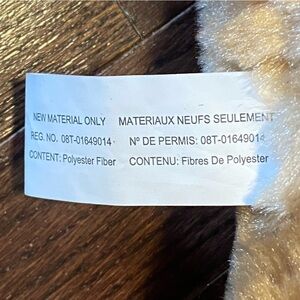 NEW MATERIAL ONLY MATERIAUX NEUFS SEULEMENT
REG. NO. 08T-01649014 Nº DE PERMIS: 08T-01649014
CONTENT: Polyester Fiber CONTENU: Fibres De Polyester